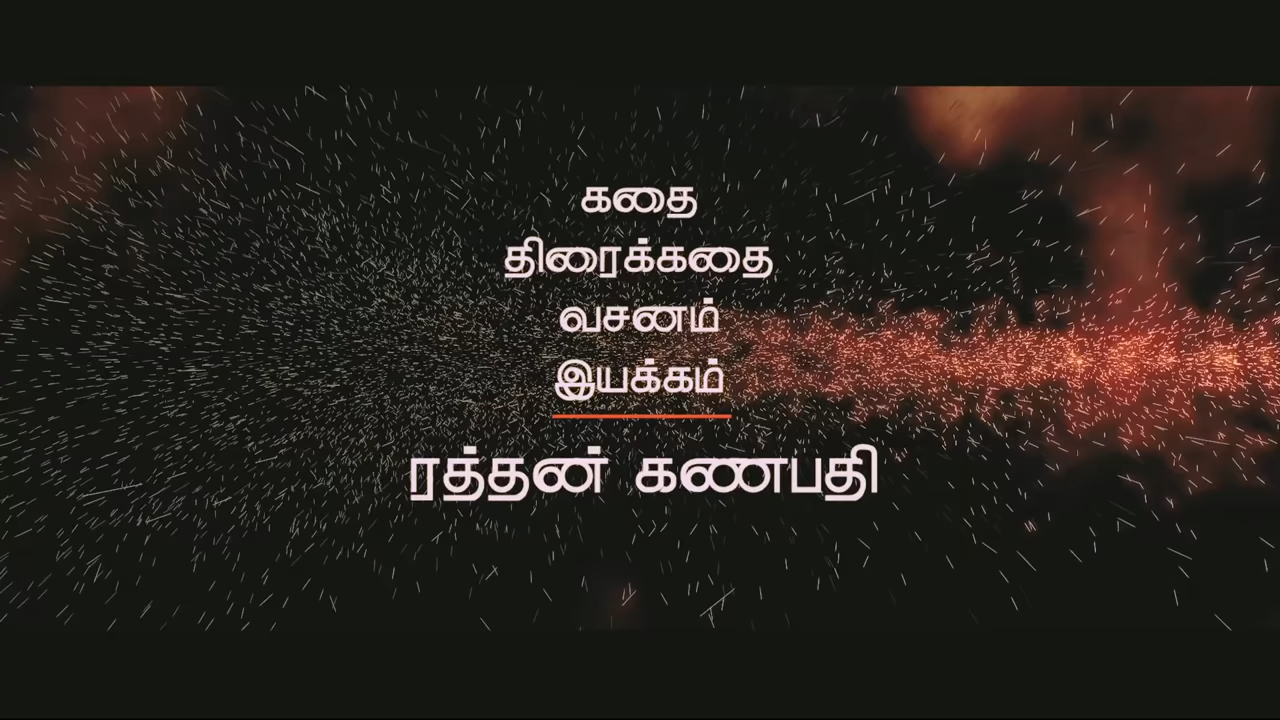 கதை
திரைக்கதை
வசனம்
இயக்கம்
ரத்தன் கணபதி